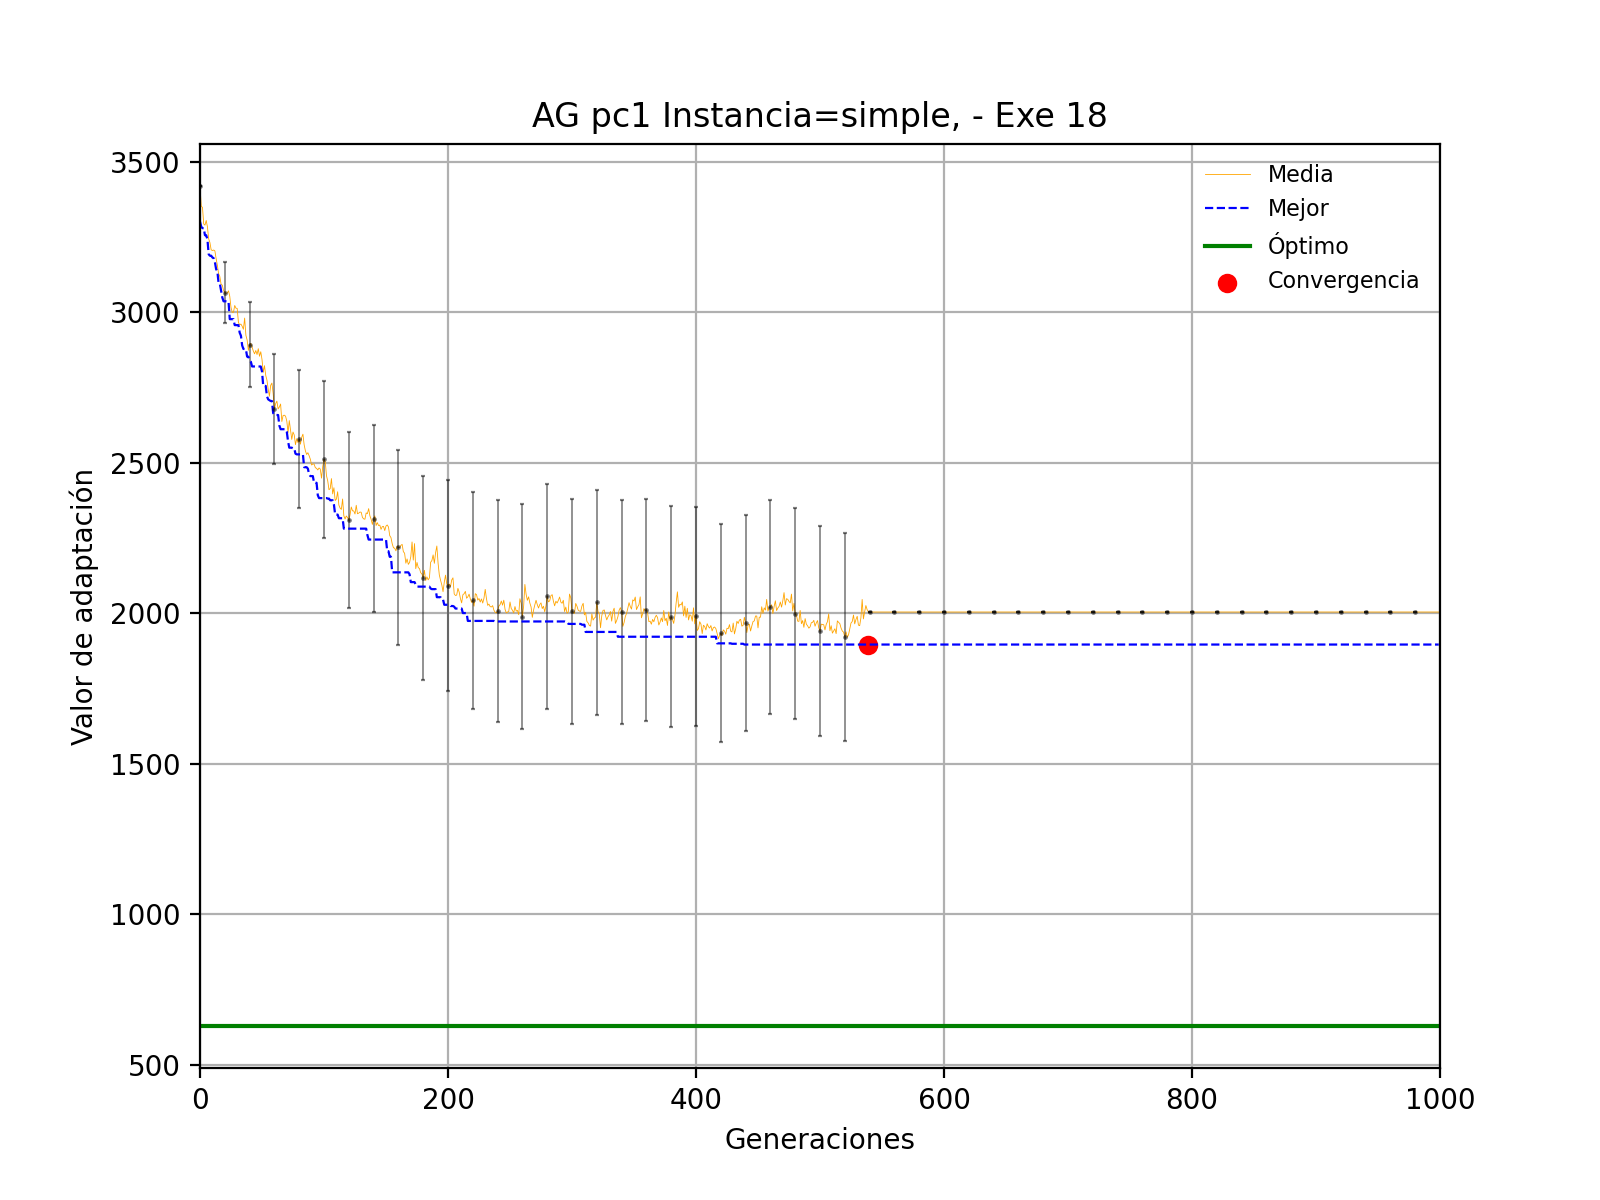 AG pc1 Instancia=simple, - Exe 18
3500
3000
2500
2000
1500
1000
500
Valor de adaptación
Media
Mejor
Óptimo
Convergencia
0 200 400 600 800 1000
Generaciones